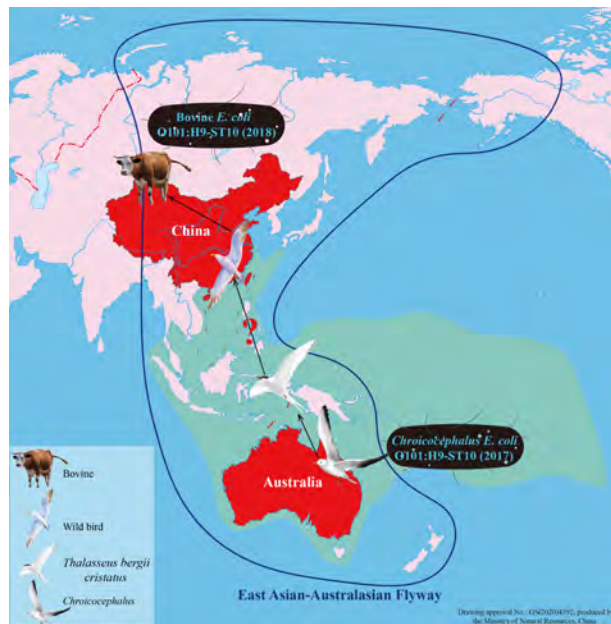 Bovine E. coli
O101:H9-ST10 (2018)
China
Chroicocephalus E. coli
O101:H9-ST10 (2017)
Australia
Bovine
Wild bird
Thalasseus bergii
cristatus
Chroicocephalus
East Asian-Australasian Flyway
Drawing approval No.: GS(2020)4392, produced by
the Ministry of Natural Resources, China